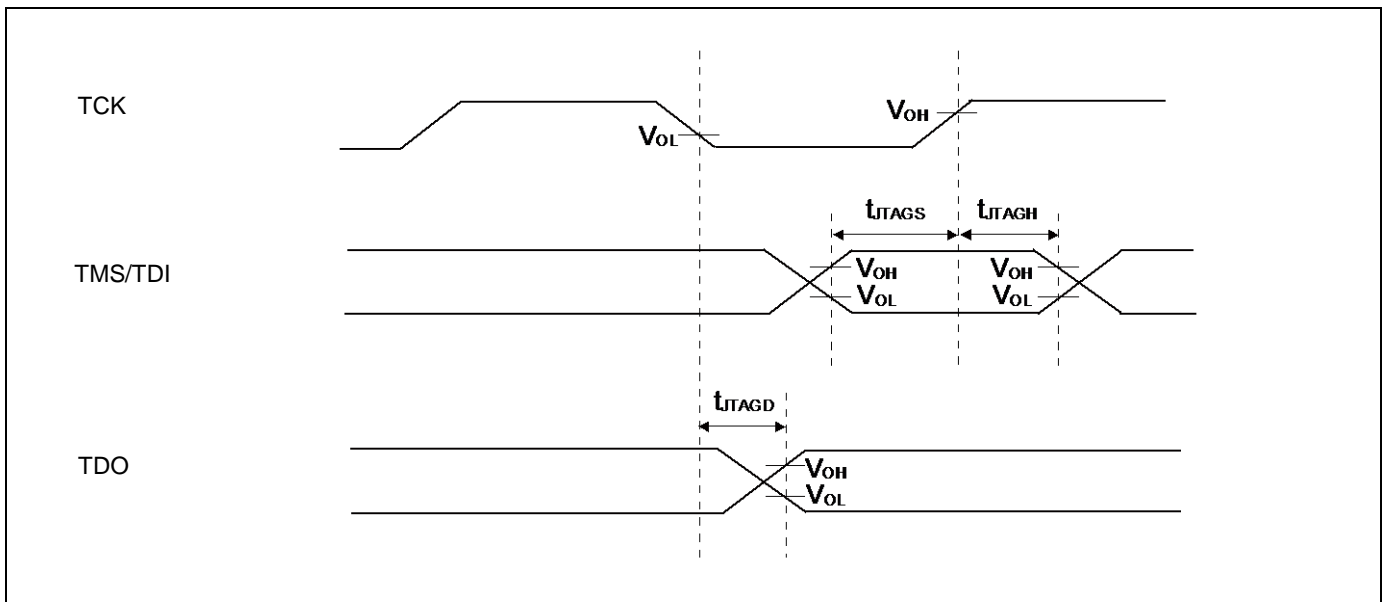 TCK
VOH
VOL
tJTAGS tJTAGH
TMS/TDI
VOH VOH
VOL VOL
tJTAGD
TDO
VOH
VOL